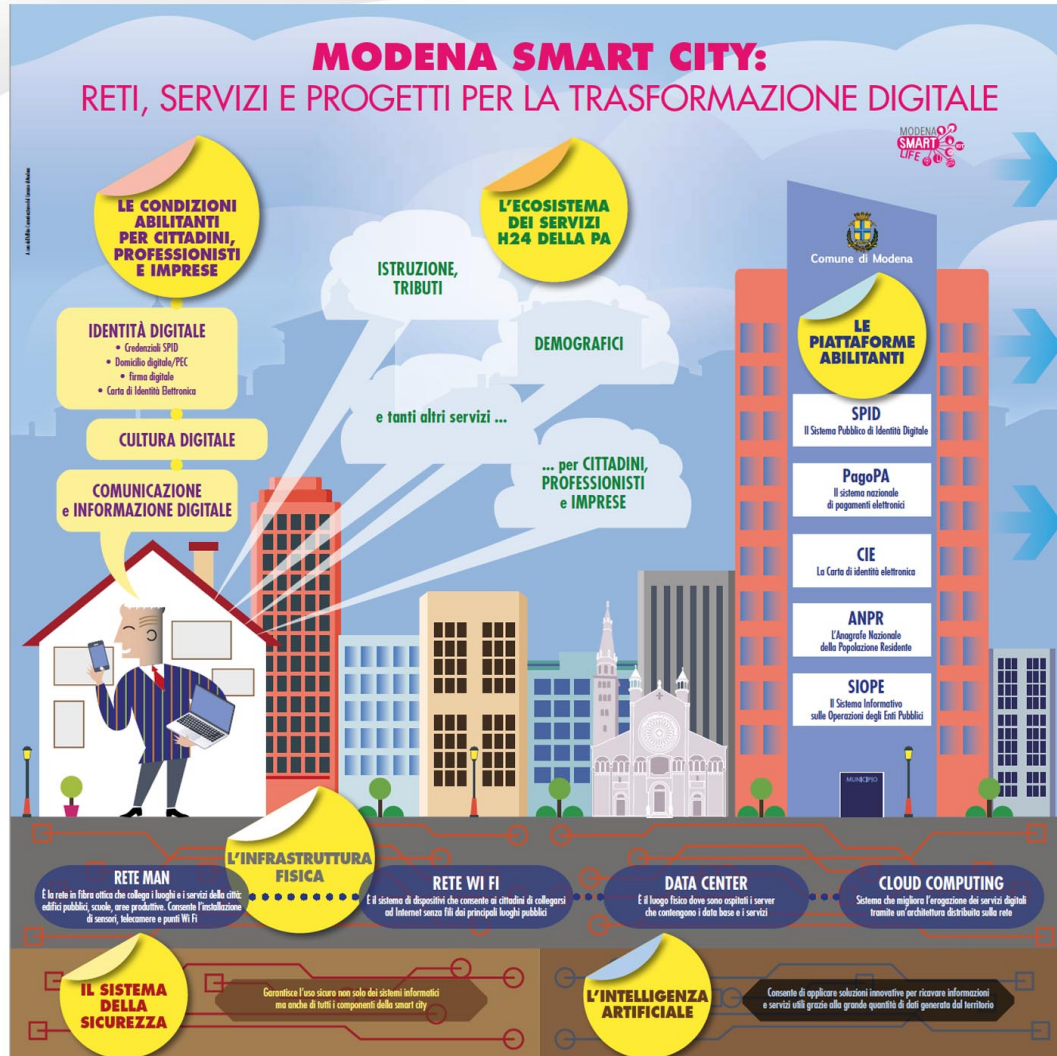 MODENA SMART CITY:
RETI, SERVIZI E PROGETTI PER LA TRASFORMAZIONE DIGITALE
MODENA
SMART
LIFE
LE CONDIZIONI
ABILITANTI
PER CITTADINI,
PROFESSIONISTI
E IMPRESE
IDENTITÀ DIGITALE
• Credenziali SPID
• Domicilio digitale/PEC
• Firma digitale
• Carta di Identità Elettronica
CULTURA DIGITALE
COMUNICAZIONE
e INFORMAZIONE DIGITALE
L'ECOSISTEMA
DEI SERVIZI
H24 DELLA PA
ISTRUZIONE,
TRIBUTI
DEMOGRAFICI
e tanti altri servizi ...
... per CITTADINI,
PROFESSIONISTI
e IMPRESE
Comune di Modena
LE
PIATTAFORME
ABILITANTI
SPID
Il Sistema Pubblico di Identità Digitale
PagoPA
Il sistema nazionale
di pagamenti elettronici
CIE
La Carta di identità elettronica
ANPR
L'Anagrafe Nazionale
della Popolazione Residente
SIOPE
Il Sistema Informativo
sulle Operazioni degli Enti Pubblici
MUNICIPIO
L'INFRASTRUTTURA
FISICA
RETE MAN
È la rete in fibra ottica che collega i luoghi e i servizi della città:
edifici pubblici, scuole, aree produttive. Consente l'installazione
di sensori, telecamere e punti Wi Fi
RETE WI FI
È il sistema di dispositivi che consente ai cittadini di collegarsi
ad Internet senza fili dai principali luoghi pubblici
DATA CENTER
È il luogo fisico dove sono ospitati i server
che contengono i data base e i servizi
CLOUD COMPUTING
Sistema che migliora l'erogazione dei servizi digitali
tramite un'architettura distribuita sulla rete
IL SISTEMA
DELLA
SICUREZZA
Garantisce l'uso sicuro non solo dei sistemi informatici
ma anche di tutti i componenti della smart city
L'INTELLIGENZA
ARTIFICIALE
Consente di applicare soluzioni innovative per ricavare informazioni
e servizi utili grazie alla grande quantità di dati generata dal territorio